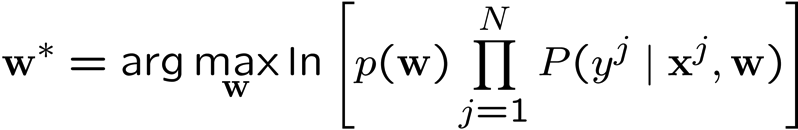 w* = arg max_w ln [ p(w) ∏_{j=1}^{N} P(y^j | x^j, w) ]